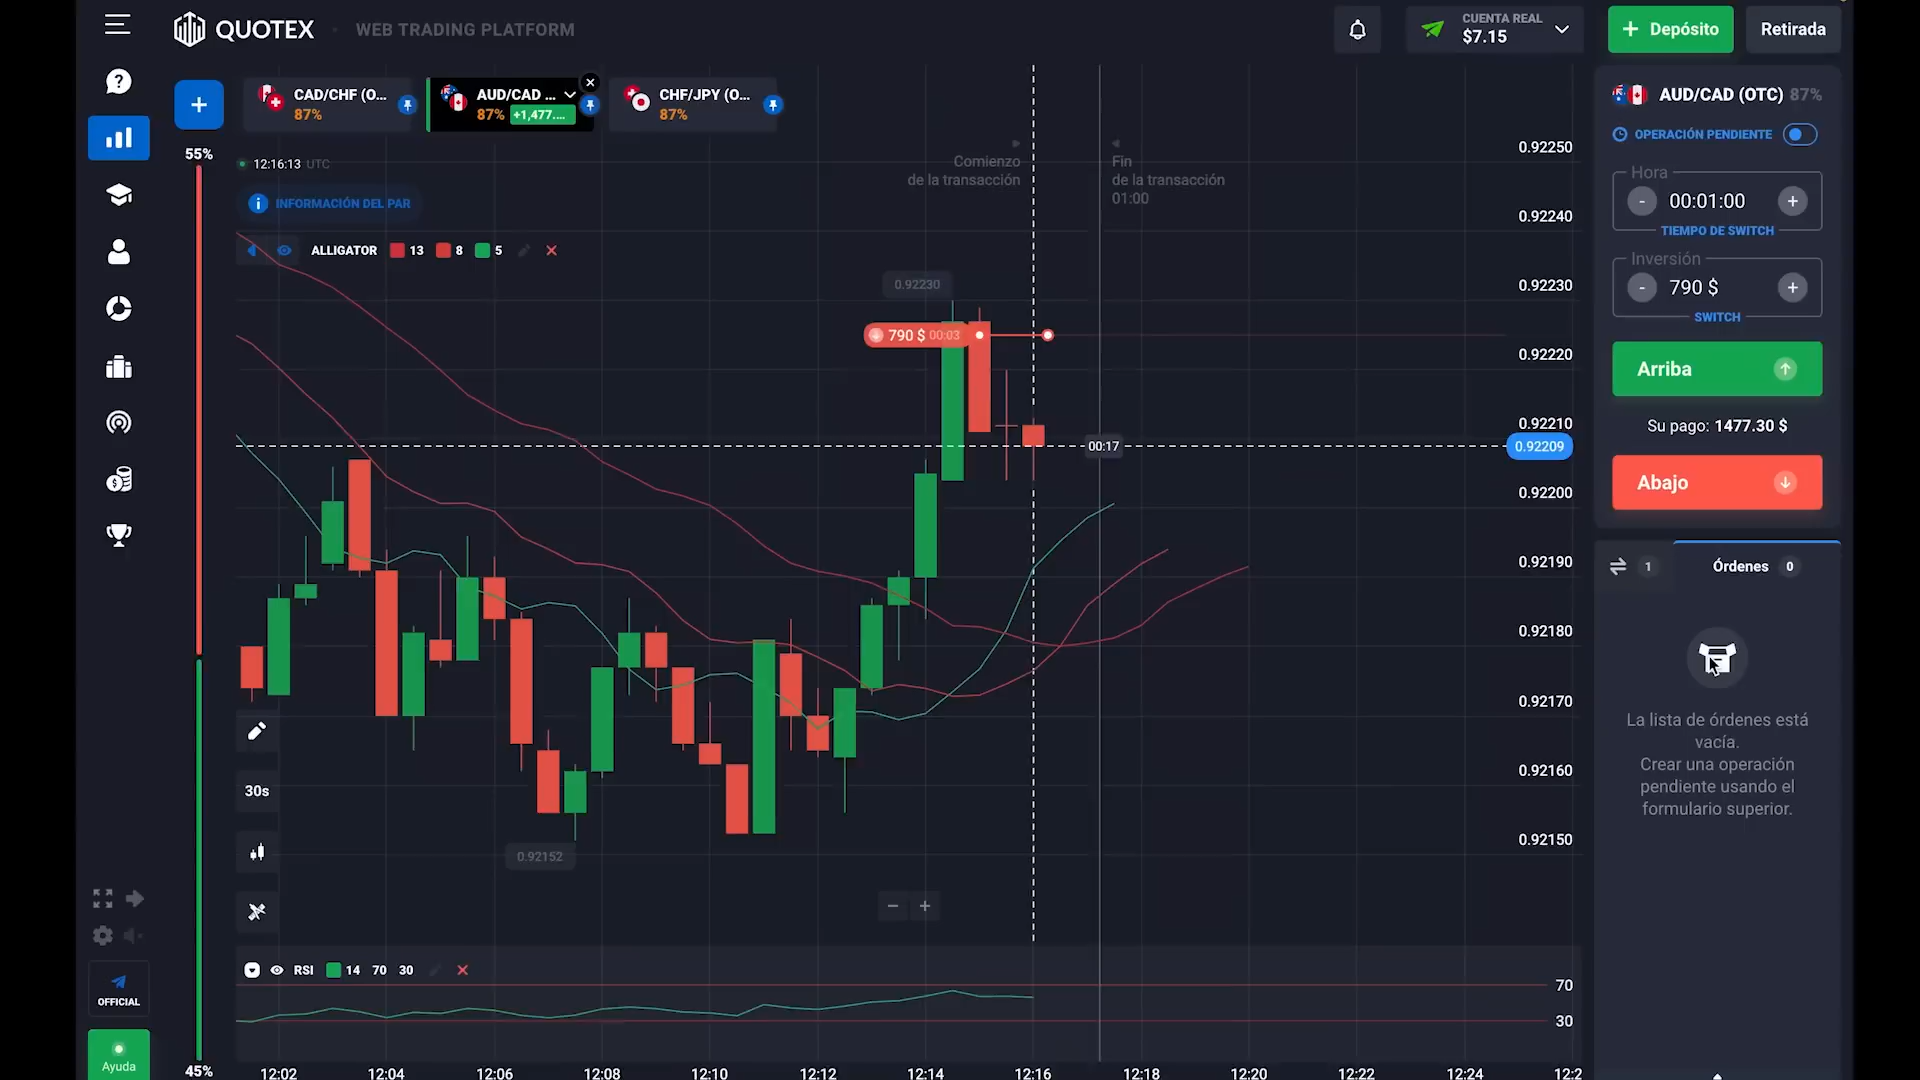 QUOTEX
WEB TRADING PLATFORM
CUENTA REAL
$7.15
+ Depósito
Retirada
CAD/CHF (O...
87%
AUD/CAD ...
87% +1,477....
CHF/JPY (O...
87%
AUD/CAD (OTC) 87%
OPERACIÓN PENDIENTE
Hora
- 00:01:00 +
TIEMPO DE SWITCH
Inversión
- 790 $ +
SWITCH
Arriba
Su pago: 1477.30 $
Abajo
1
Órdenes 0
La lista de órdenes está
vacía.
Crear una operación
pendiente usando el
formulario superior.
55%
12:16:13 UTC
INFORMACIÓN DEL PAR
ALLIGATOR 13 8 5
Comienzo
de la transacción
Fin
de la transacción
01:00
0.92230
790 $ 00:03
00:17
0.92152
0.92250
0.92240
0.92230
0.92220
0.92210
0.92209
0.92200
0.92190
0.92180
0.92170
0.92160
0.92150
30s
RSI 14 70 30
70
30
OFFICIAL
Ayuda
45%
12:02 12:04 12:06 12:08 12:10 12:12 12:14 12:16 12:18 12:20 12:22 12:24 12:2